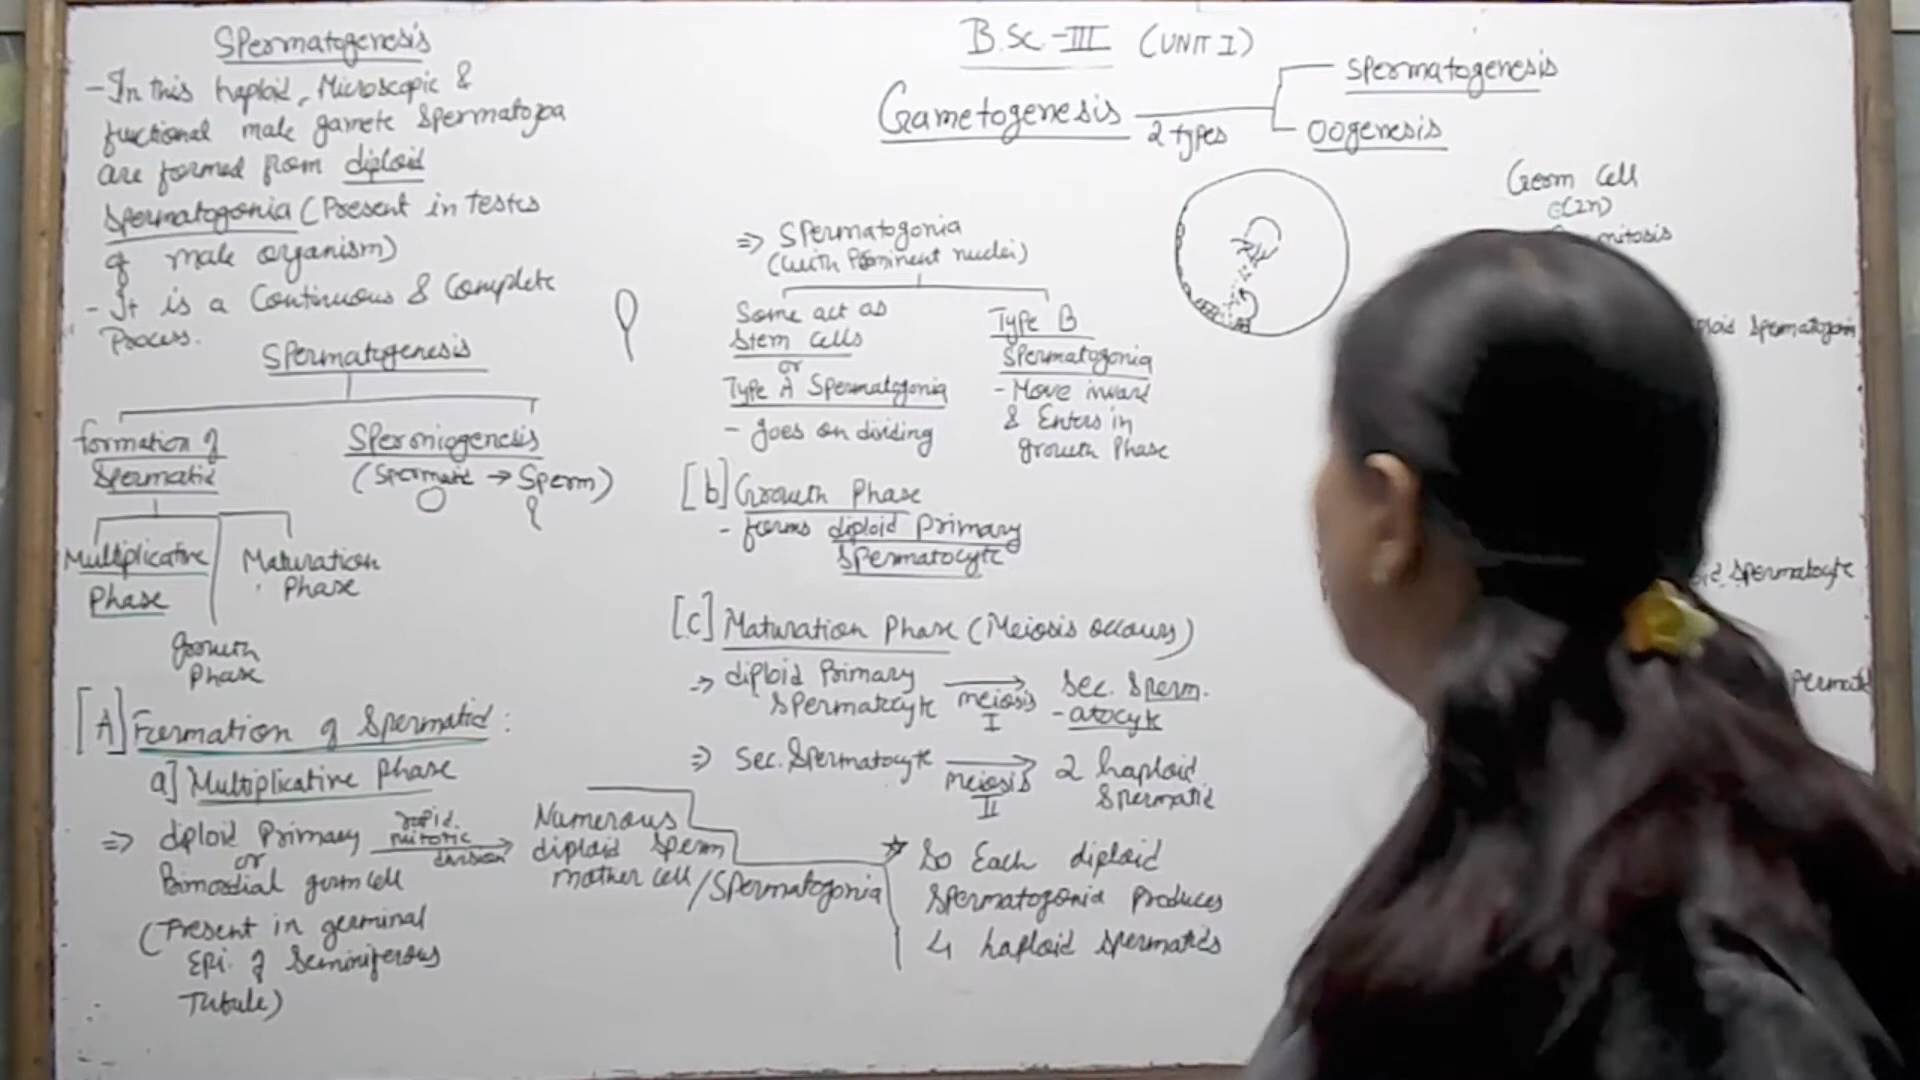 B.Sc.-III (UNIT I)
Gametogenesis 2 types
Spermatogenesis
Oogenesis
Spermatogenesis
- In this haploid, Microscopic &
functional male gamete Spermatozoa
are formed from diploid
Spermatogonia (Present in testes
of male organism)
- It is a Continuous & Complete
Process.
Spermatogenesis
formation of
Spermatid
Spermiogenesis
(Spermatid → Sperm)
Multiplicative
Phase
Maturation
Phase
Growth
Phase
[A] Formation of Spermatid:
a] Multiplicative Phase
⇒ diploid Primary
or
Primordial germ cell
rapid
mitotic
division
Numerous
diploid Sperm
mother cell / Spermatogonia
(Present in germinal
Epi. of Seminiferous
Tubule)
⇒ Spermatogonia
(with Prominent nuclei)
Some act as
Stem Cells
or
Type A Spermatogonia
- goes on dividing
Type B
Spermatogonia
- Move inward
& Enters in
growth Phase
[b] Growth Phase
- forms diploid Primary
Spermatocyte
[C] Maturation Phase (Meiosis occours)
⇒ diploid Primary
Spermatocyte
meiosis
I
Sec. Sperm.
-atocyte
⇒ Sec. Spermatocyte
meiosis
II
2 haploid
Spermatid
☆ So Each diploid
Spermatogonia Produces
4 haploid Spermatids
Germ Cell
(2n)
mitosis
Spermatocyte